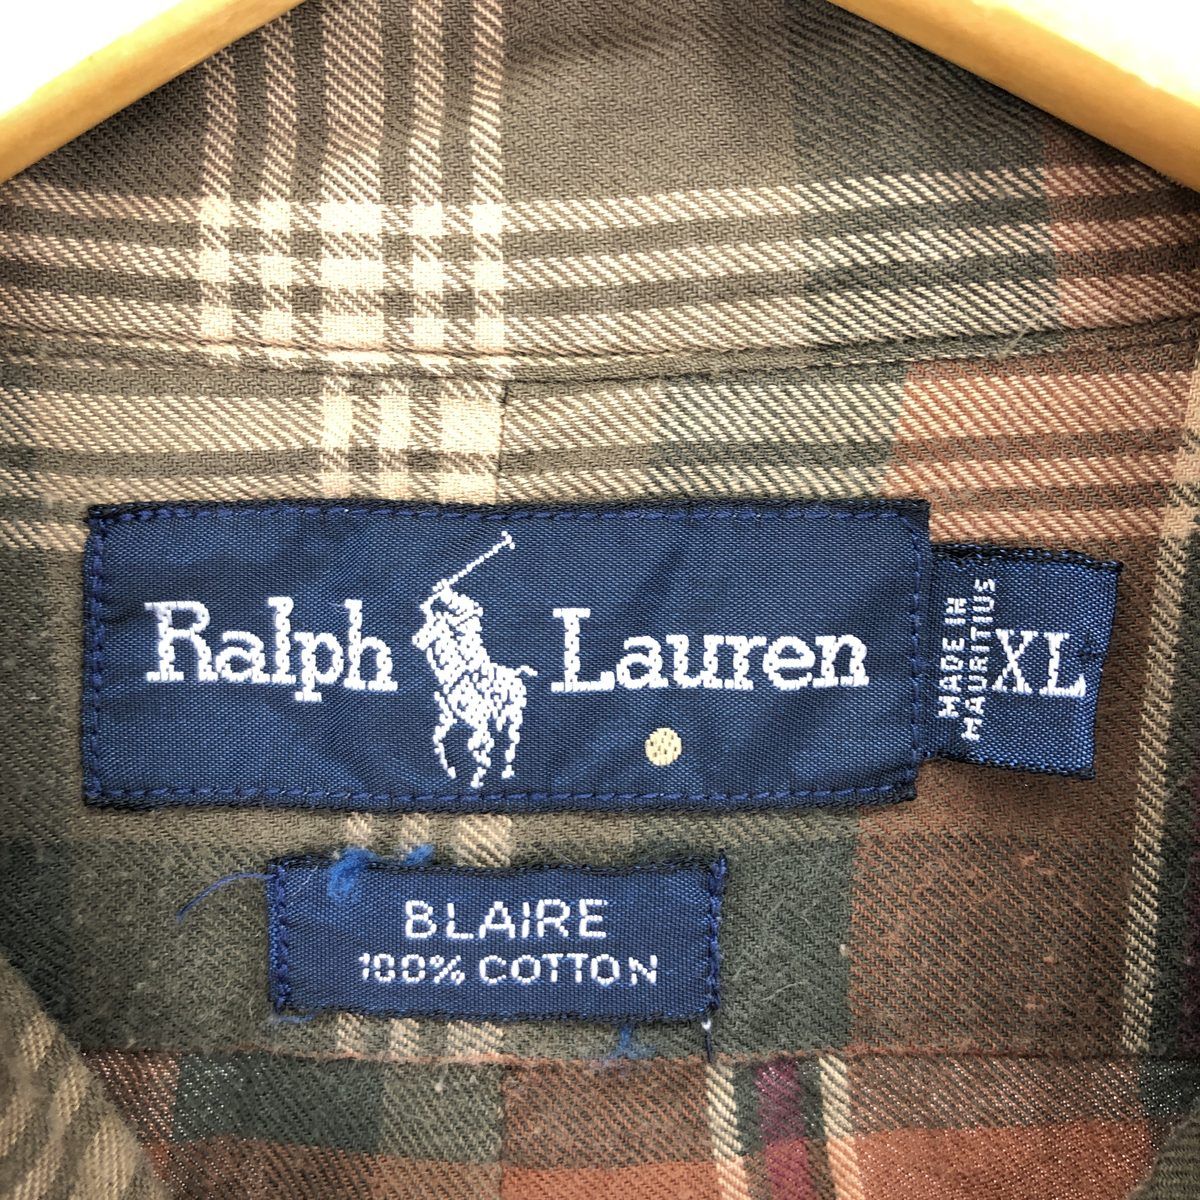 Ralph Lauren
MADE IN
MAURITIUS
XL
BLAIRE
100% COTTON